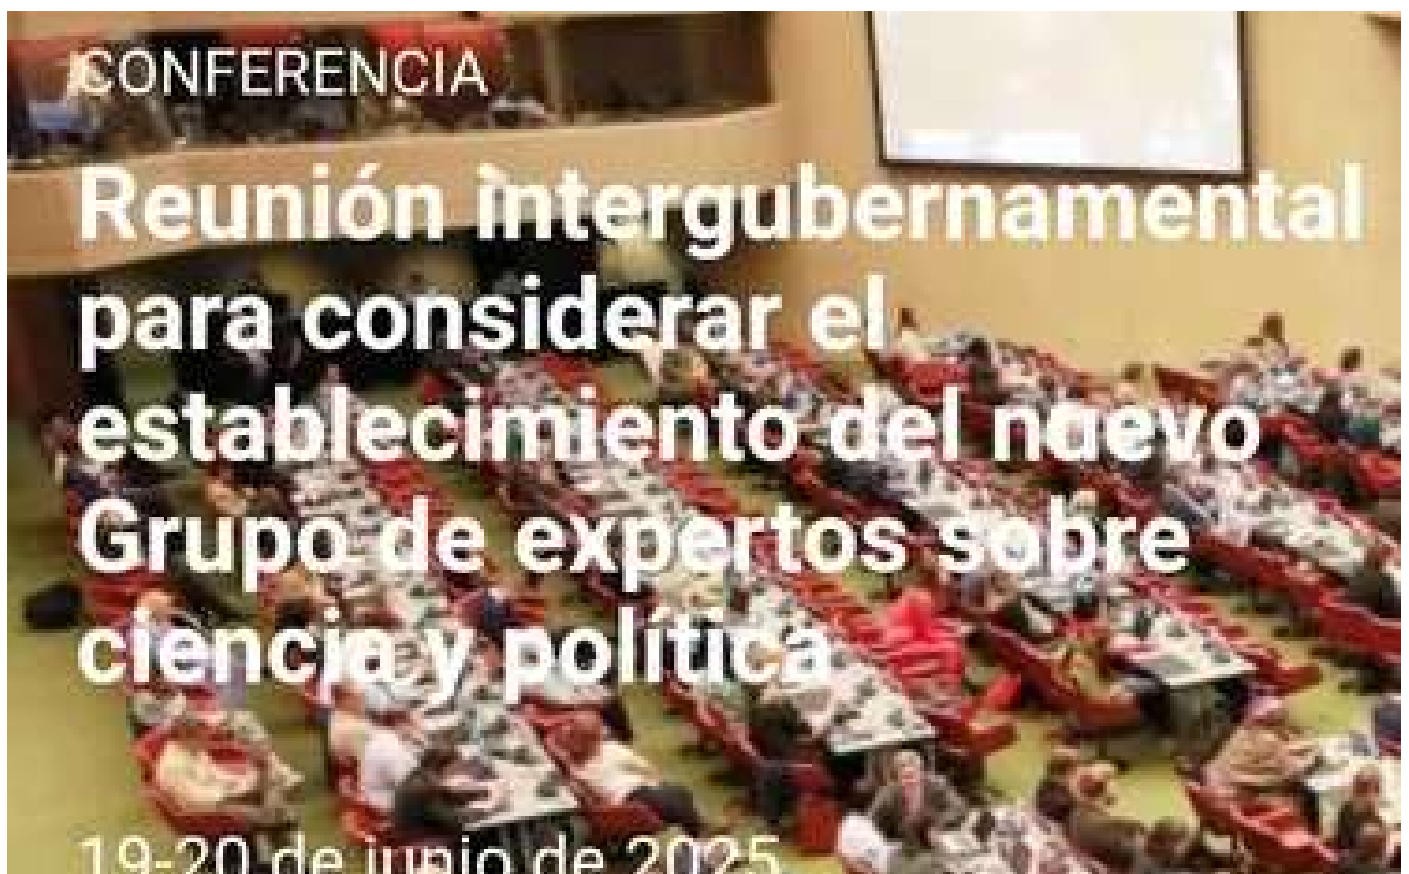 CONFERENCIA
Reunión intergubernamental
para considerar el
establecimiento del nuevo
Grupo de expertos sobre
ciencia y política
19-20 de junio de 2025